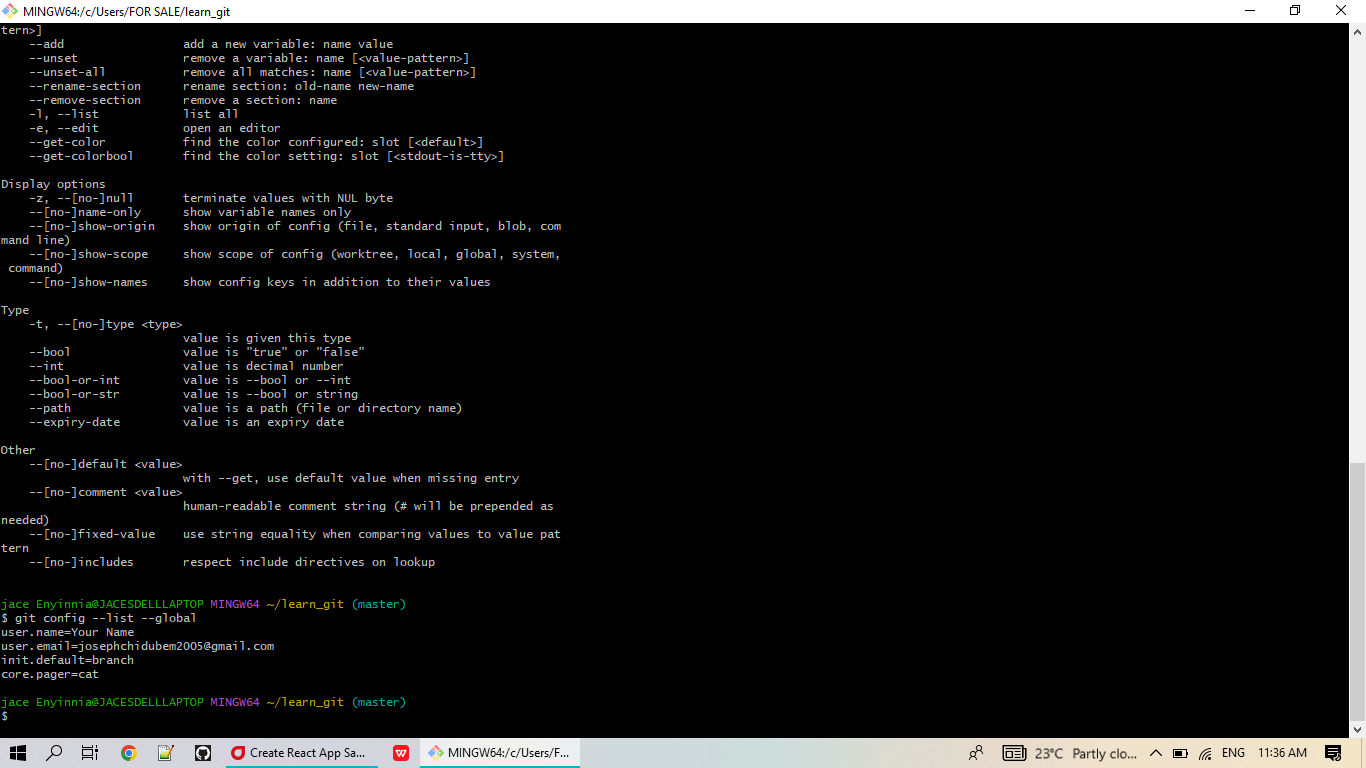 MINGW64:/c/Users/FOR SALE/learn_git
tern>]
    --add                 add a new variable: name value
    --unset               remove a variable: name [<value-pattern>]
    --unset-all           remove all matches: name [<value-pattern>]
    --rename-section      rename section: old-name new-name
    --remove-section      remove a section: name
    -l, --list            list all
    -e, --edit            open an editor
    --get-color           find the color configured: slot [<default>]
    --get-colorbool       find the color setting: slot [<stdout-is-tty>]

Display options
    -z, --[no-]null       terminate values with NUL byte
    --[no-]name-only      show variable names only
    --[no-]show-origin    show origin of config (file, standard input, blob, com
mand line)
    --[no-]show-scope     show scope of config (worktree, local, global, system,
 command)
    --[no-]show-names     show config keys in addition to their values

Type
    -t, --[no-]type <type>
                          value is given this type
    --bool                value is "true" or "false"
    --int                 value is decimal number
    --bool-or-int         value is --bool or --int
    --bool-or-str         value is --bool or string
    --path                value is a path (file or directory name)
    --expiry-date         value is an expiry date

Other
    --[no-]default <value>
                          with --get, use default value when missing entry
    --[no-]comment <value>
                          human-readable comment string (# will be prepended as
needed)
    --[no-]fixed-value    use string equality when comparing values to value pat
tern
    --[no-]includes       respect include directives on lookup

jace Enyinnia@JACESDELLLAPTOP MINGW64 ~/learn_git (master)
$ git config --list --global
user.name=Your Name
user.email=josephchidubem2005@gmail.com
init.default=branch
core.pager=cat

jace Enyinnia@JACESDELLLAPTOP MINGW64 ~/learn_git (master)
$
Create React App Sa... MINGW64:/c/Users/F... 23°C Partly clo... ENG 11:36 AM